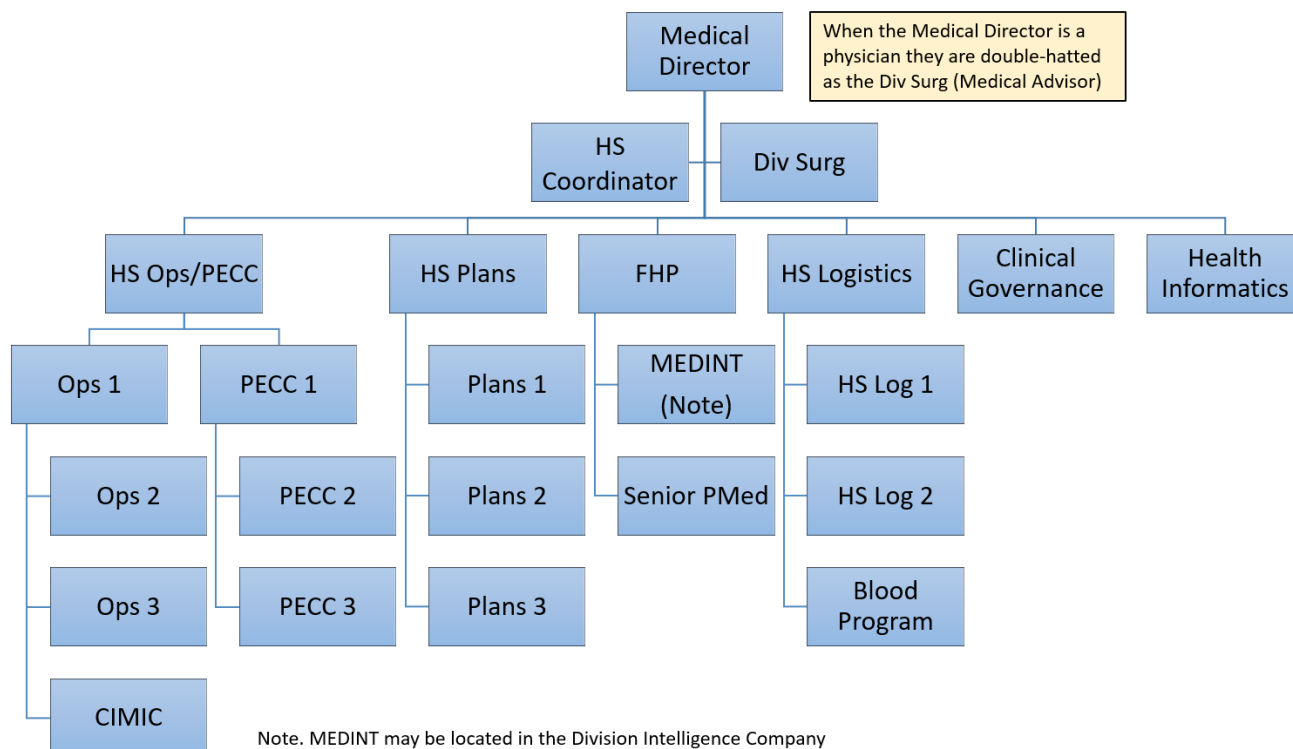 Medical
Director
When the Medical Director is a
physician they are double-hatted
as the Div Surg (Medical Advisor)
HS
Coordinator
Div Surg
HS Ops/PECC
HS Plans
FHP
HS Logistics
Clinical
Governance
Health
Informatics
Ops 1
PECC 1
Plans 1
MEDINT
(Note)
HS Log 1
Ops 2
PECC 2
Plans 2
Senior PMed
HS Log 2
Ops 3
PECC 3
Plans 3
Blood
Program
CIMIC
Note. MEDINT may be located in the Division Intelligence Company